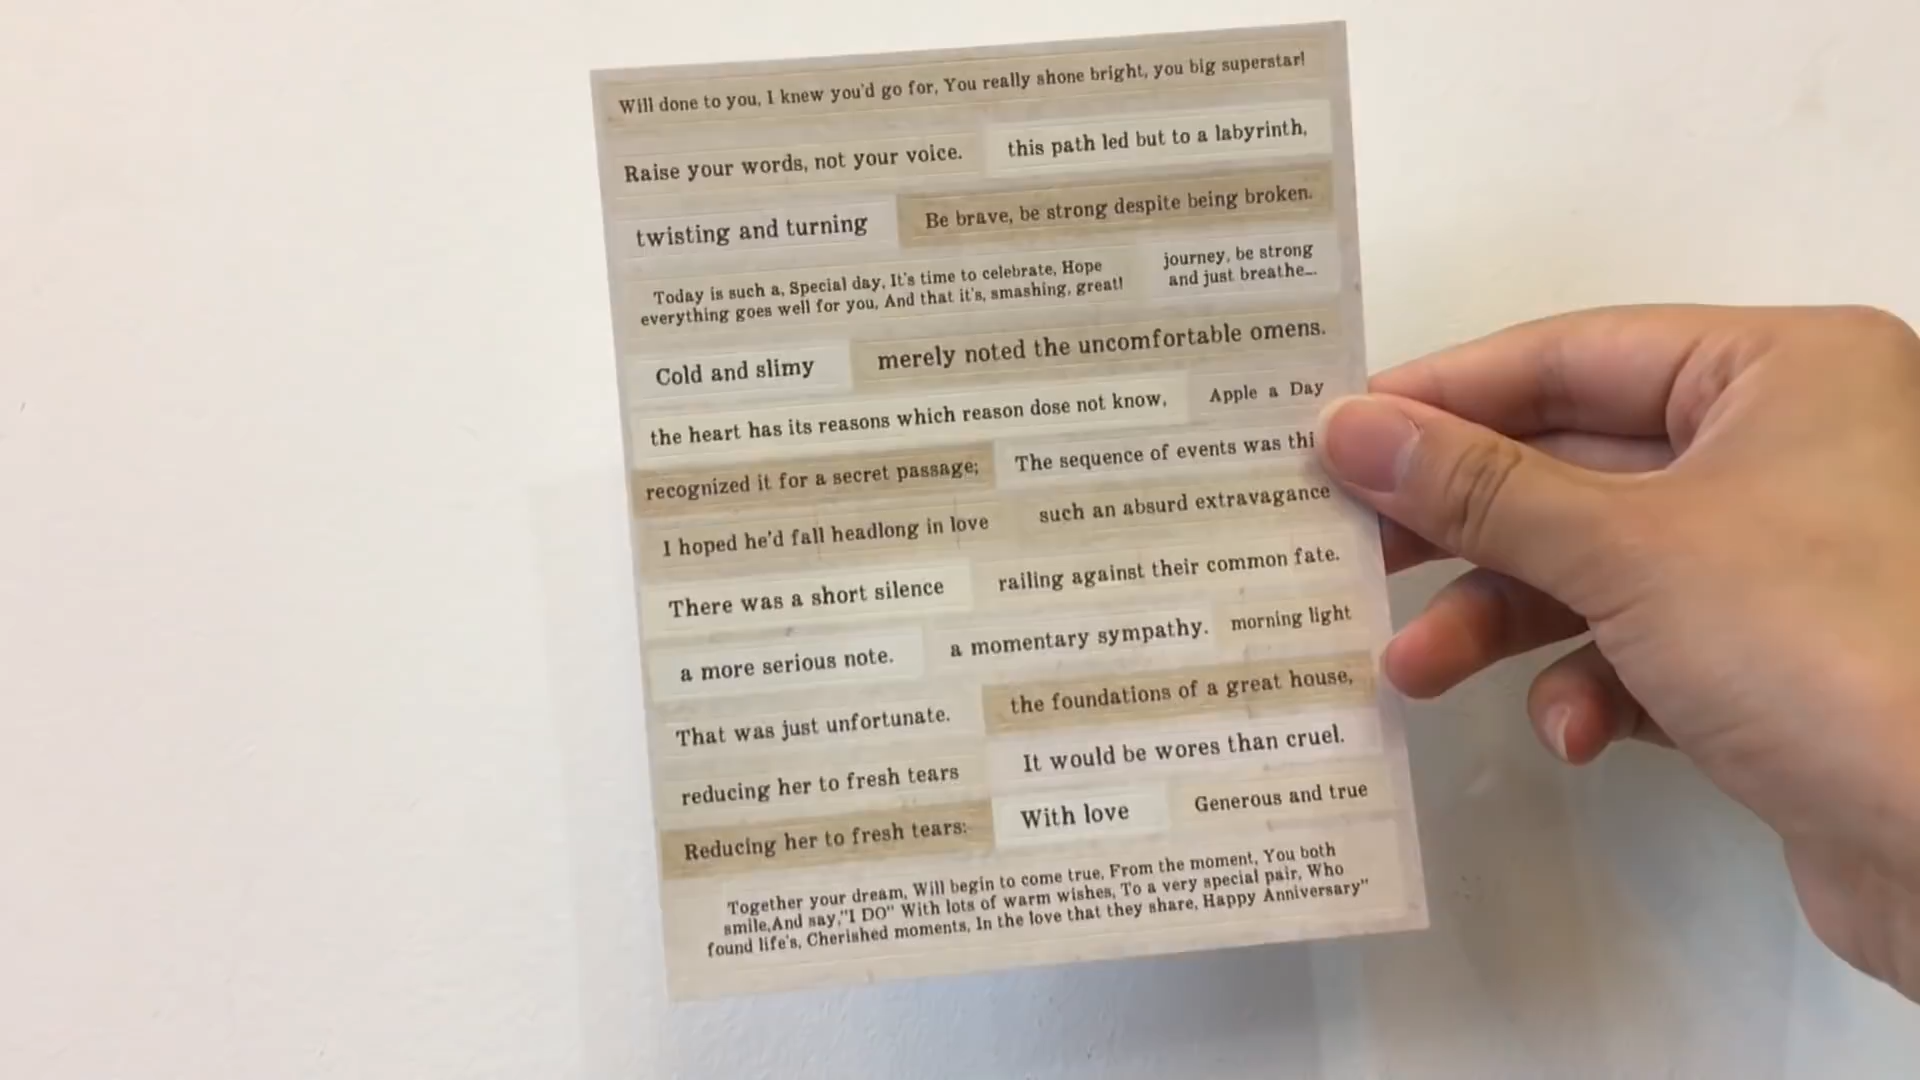 Will done to you, I knew you'd go for, You really shone bright, you big superstar!
Raise your words, not your voice.
this path led but to a labyrinth,
twisting and turning
Be brave, be strong despite being broken.
Today is such a, Special day, It's time to celebrate, Hope
everything goes well for you, And that it's, smashing, great!
journey, be strong
and just breathe...
Cold and slimy
merely noted the uncomfortable omens.
the heart has its reasons which reason dose not know,
Apple a Day
recognized it for a secret passage;
The sequence of events was
I hoped he'd fall headlong in love
such an absurd extravagance
There was a short silence
railing against their common fate.
a more serious note.
a momentary sympathy.
morning light
That was just unfortunate.
the foundations of a great house,
reducing her to fresh tears
It would be wores than cruel.
Reducing her to fresh tears:
With love
Generous and true
Together your dream, Will begin to come true, From the moment, You both
smile,And say,"I DO" With lots of warm wishes, To a very special pair, Who
found life's, Cherished moments, In the love that they share, Happy Anniversary"